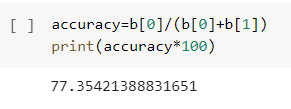 [ ] accuracy=b[0]/(b[0]+b[1])
print(accuracy*100)
77.35421388831651